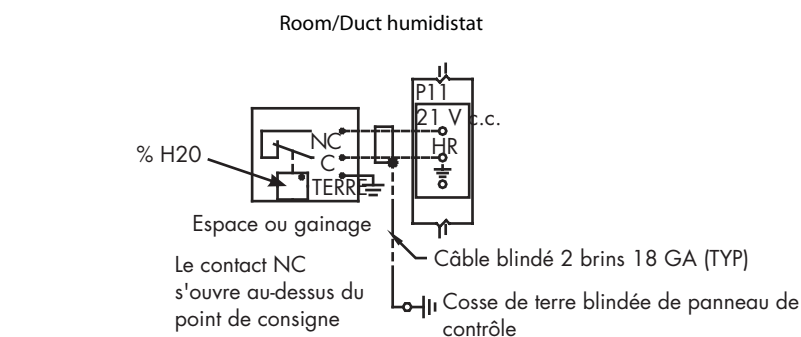 Room/Duct humidistat
P11
21 V c.c.
NC
HR
% H20
C
TERRE
Espace ou gainage
Le contact NC
s'ouvre au-dessus du
point de consigne
Câble blindé 2 brins 18 GA (TYP)
Cosse de terre blindée de panneau de
contrôle